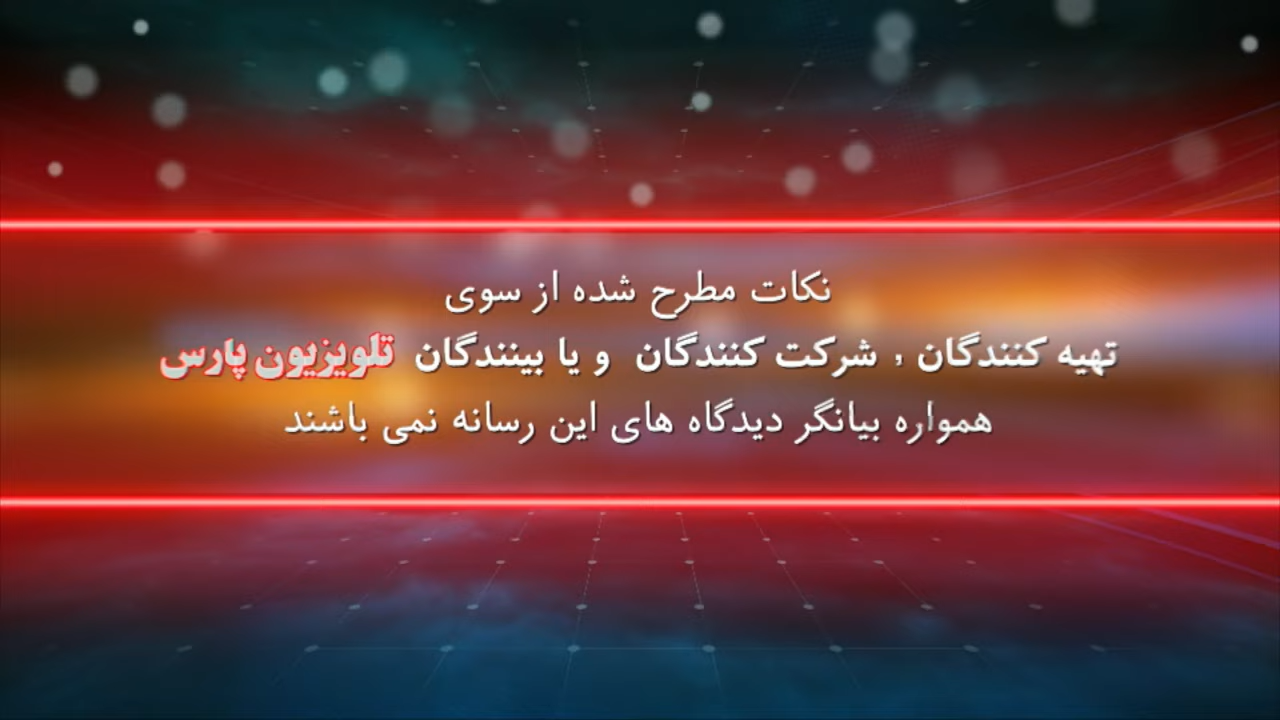 نکات مطرح شده از سوی
تهیه کنندگان , شرکت کنندگان و یا بینندگان تلویزیون پارس
همواره بیانگر دیدگاه های این رسانه نمی باشند